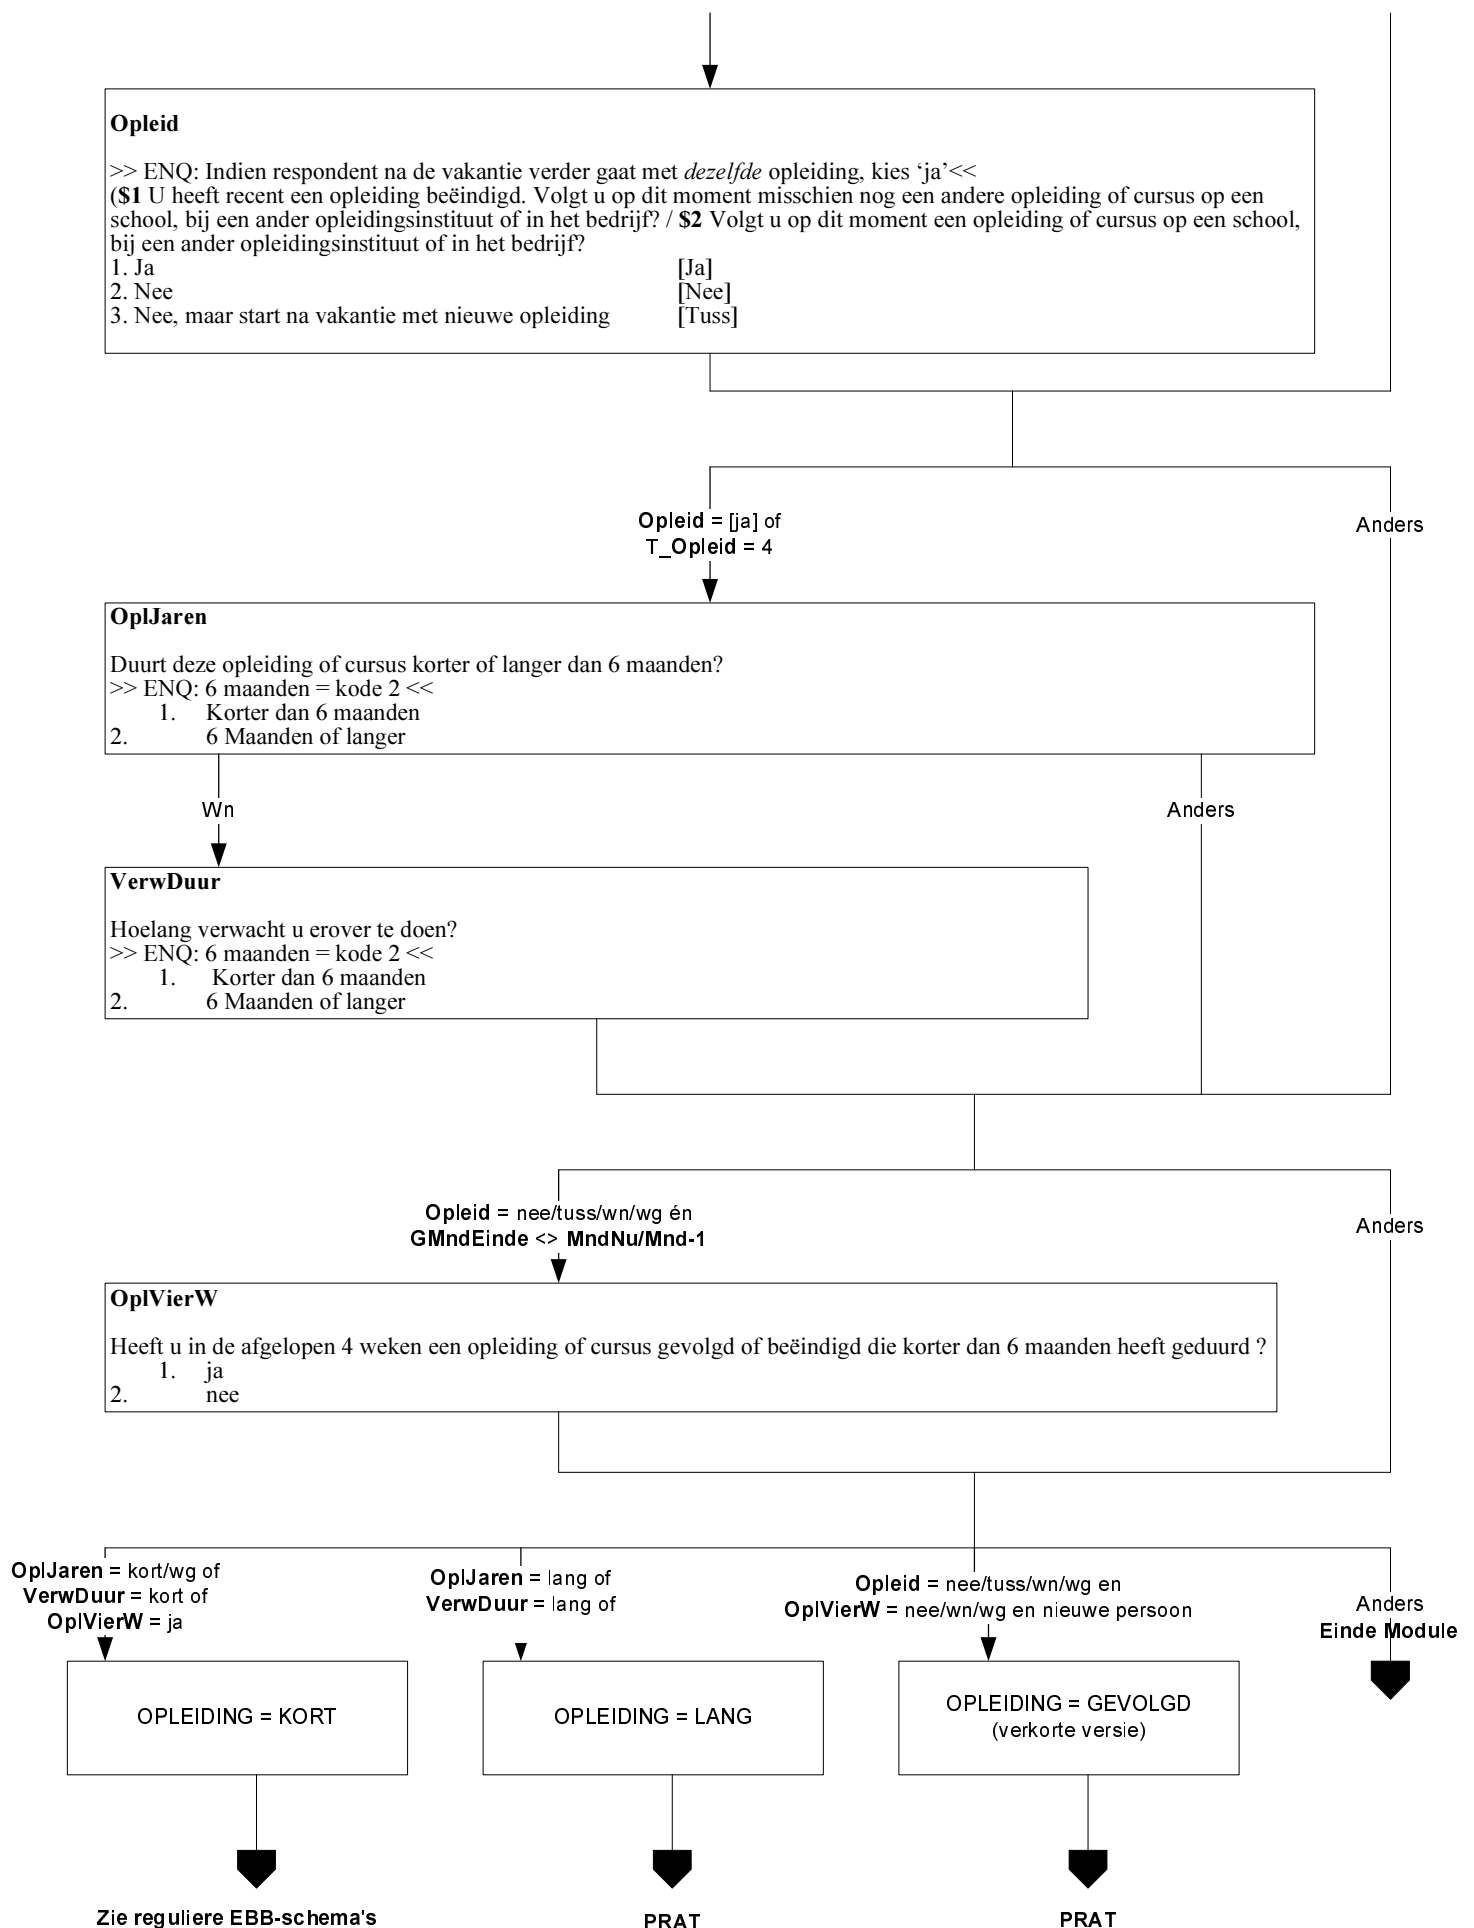 Opleid
>> ENQ: Indien respondent na de vakantie verder gaat met dezelfde opleiding, kies ‘ja’<<
($1 U heeft recent een opleiding beëindigd. Volgt u op dit moment misschien nog een andere opleiding of cursus op een
school, bij een ander opleidingsinstituut of in het bedrijf? / $2 Volgt u op dit moment een opleiding of cursus op een school,
bij een ander opleidingsinstituut of in het bedrijf?
1. Ja [Ja]
2. Nee [Nee]
3. Nee, maar start na vakantie met nieuwe opleiding [Tuss]
Opleid = [ja] of
T_Opleid = 4
Anders
OplJaren
Duurt deze opleiding of cursus korter of langer dan 6 maanden?
>> ENQ: 6 maanden = kode 2 <<
1. Korter dan 6 maanden
2. 6 Maanden of langer
Wn
Anders
VerwDuur
Hoelang verwacht u erover te doen?
>> ENQ: 6 maanden = kode 2 <<
1. Korter dan 6 maanden
2. 6 Maanden of langer
Opleid = nee/tuss/wn/wg én
GMndEinde <> MndNu/Mnd-1
Anders
OplVierW
Heeft u in de afgelopen 4 weken een opleiding of cursus gevolgd of beëindigd die korter dan 6 maanden heeft geduurd ?
1. ja
2. nee
OplJaren = kort/wg of
VerwDuur = kort of
OplVierW = ja
OplJaren = lang of
VerwDuur = lang of
Opleid = nee/tuss/wn/wg en
OplVierW = nee/wn/wg en nieuwe persoon
Anders
Einde Module
OPLEIDING = KORT
OPLEIDING = LANG
OPLEIDING = GEVOLGD
(verkorte versie)
Zie reguliere EBB-schema's
PRAT
PRAT